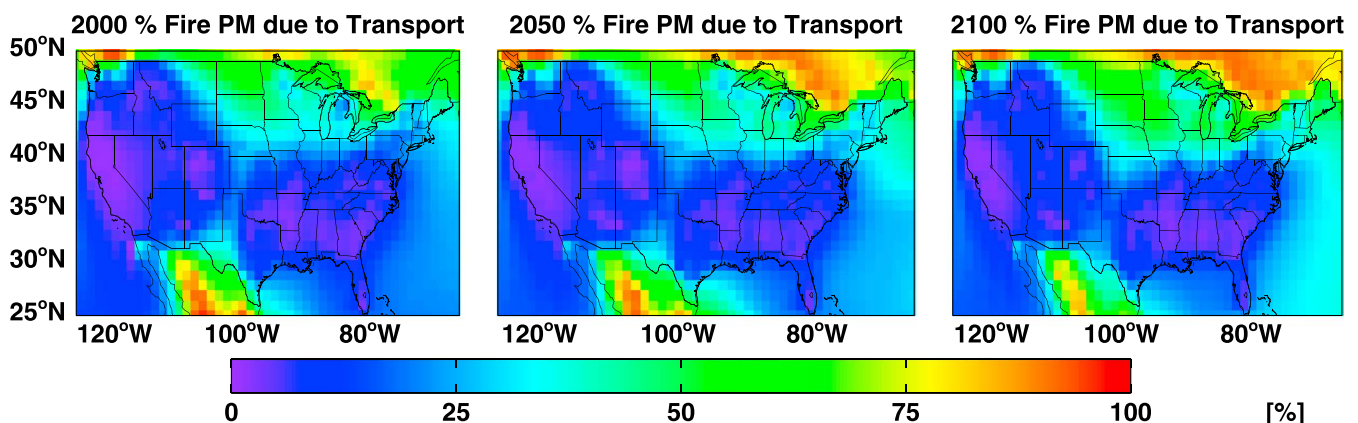 2000 % Fire PM due to Transport 2050 % Fire PM due to Transport 2100 % Fire PM due to Transport
50°N
45°N
40°N
35°N
30°N
25°N
120°W 100°W 80°W 120°W 100°W 80°W 120°W 100°W 80°W
0 25 50 75 100 [%]